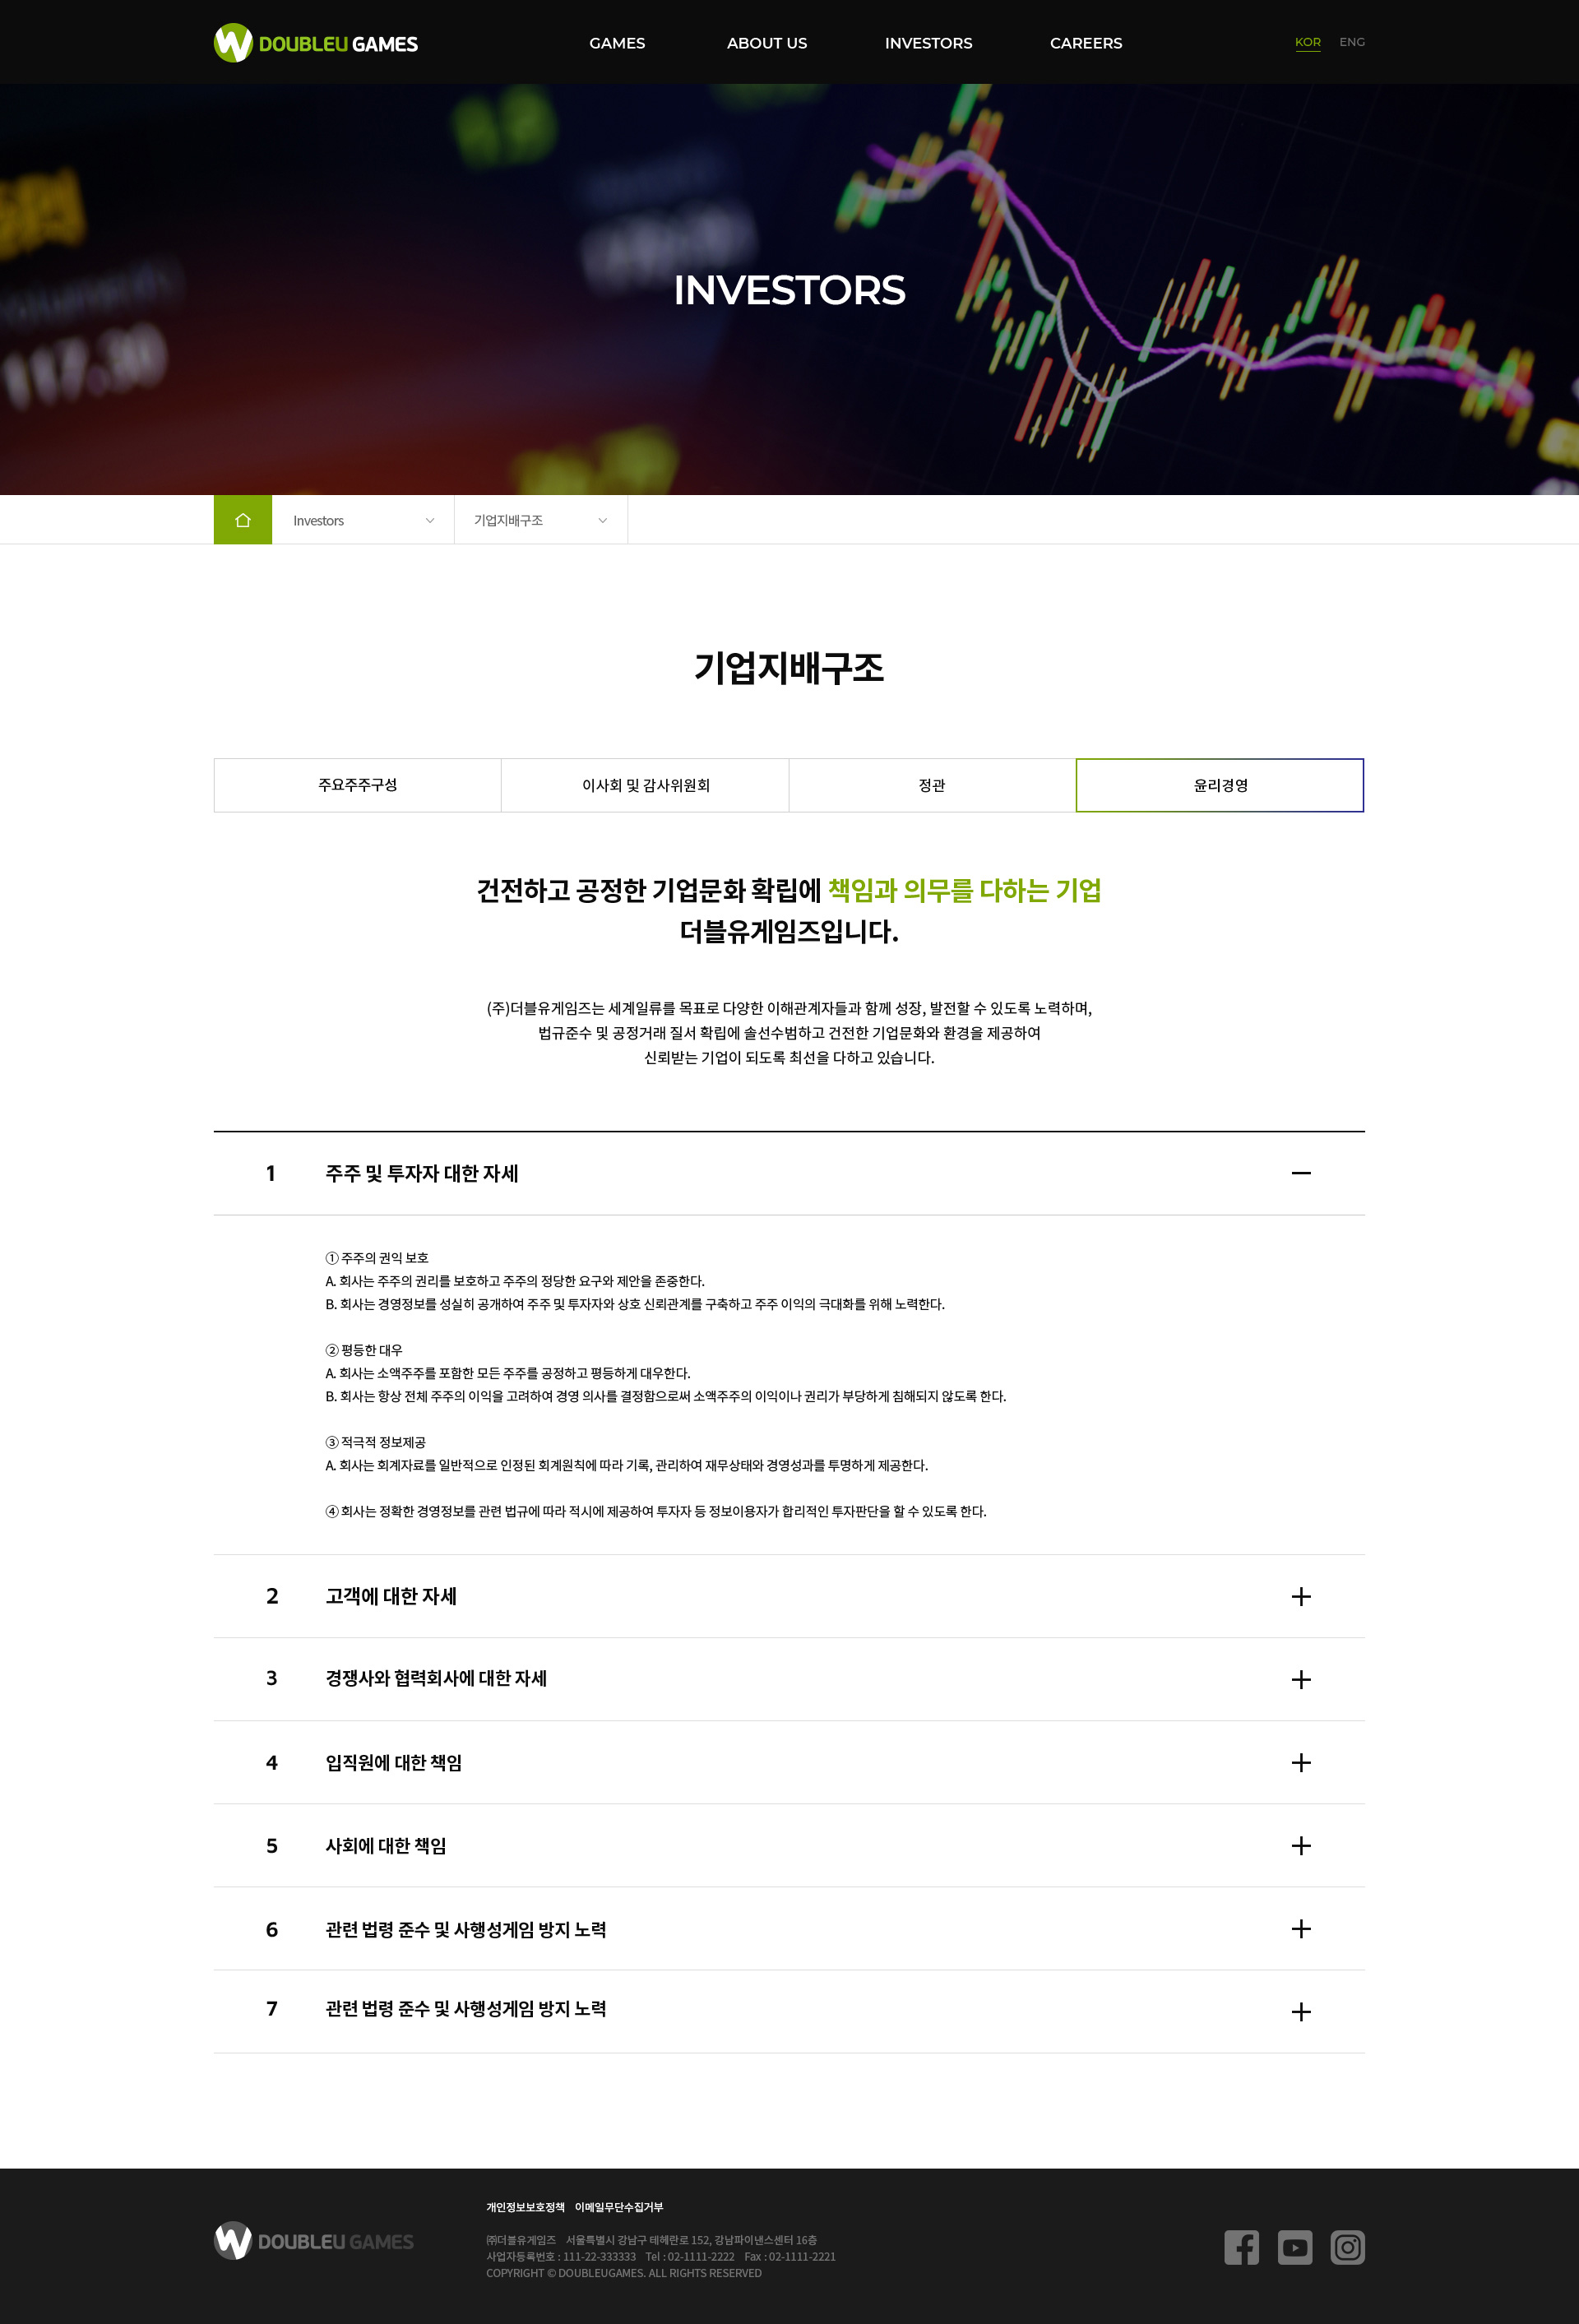 DOUBLEU GAMES
GAMES
ABOUT US
INVESTORS
CAREERS
KOR
ENG
117.30
INVESTORS
Investors
기업지배구조
기업지배구조
주요주주구성
이사회 및 감사위원회
정관
윤리경영
건전하고 공정한 기업문화 확립에 책임과 의무를 다하는 기업
더블유게임즈입니다.
(주)더블유게임즈는 세계일류를 목표로 다양한 이해관계자들과 함께 성장, 발전할 수 있도록 노력하며,
법규준수 및 공정거래 질서 확립에 솔선수범하고 건전한 기업문화와 환경을 제공하여
신뢰받는 기업이 되도록 최선을 다하고 있습니다.
1 주주 및 투자자 대한 자세
① 주주의 권익 보호
A. 회사는 주주의 권리를 보호하고 주주의 정당한 요구와 제안을 존중한다.
B. 회사는 경영정보를 성실히 공개하여 주주 및 투자자와 상호 신뢰관계를 구축하고 주주 이익의 극대화를 위해 노력한다.
② 평등한 대우
A. 회사는 소액주주를 포함한 모든 주주를 공정하고 평등하게 대우한다.
B. 회사는 항상 전체 주주의 이익을 고려하여 경영 의사를 결정함으로써 소액주주의 이익이나 권리가 부당하게 침해되지 않도록 한다.
③ 적극적 정보제공
A. 회사는 회계자료를 일반적으로 인정된 회계원칙에 따라 기록, 관리하여 재무상태와 경영성과를 투명하게 제공한다.
④ 회사는 정확한 경영정보를 관련 법규에 따라 적시에 제공하여 투자자 등 정보이용자가 합리적인 투자판단을 할 수 있도록 한다.
2 고객에 대한 자세
3 경쟁사와 협력회사에 대한 자세
4 입직원에 대한 책임
5 사회에 대한 책임
6 관련 법령 준수 및 사행성게임 방지 노력
7 관련 법령 준수 및 사행성게임 방지 노력
DOUBLEU GAMES
개인정보보호정책 이메일무단수집거부
㈜더블유게임즈 서울특별시 강남구 테헤란로 152, 강남파이낸스센터 16층
사업자등록번호 : 111-22-333333 Tel : 02-1111-2222 Fax : 02-1111-2221
COPYRIGHT © DOUBLEUGAMES. ALL RIGHTS RESERVED